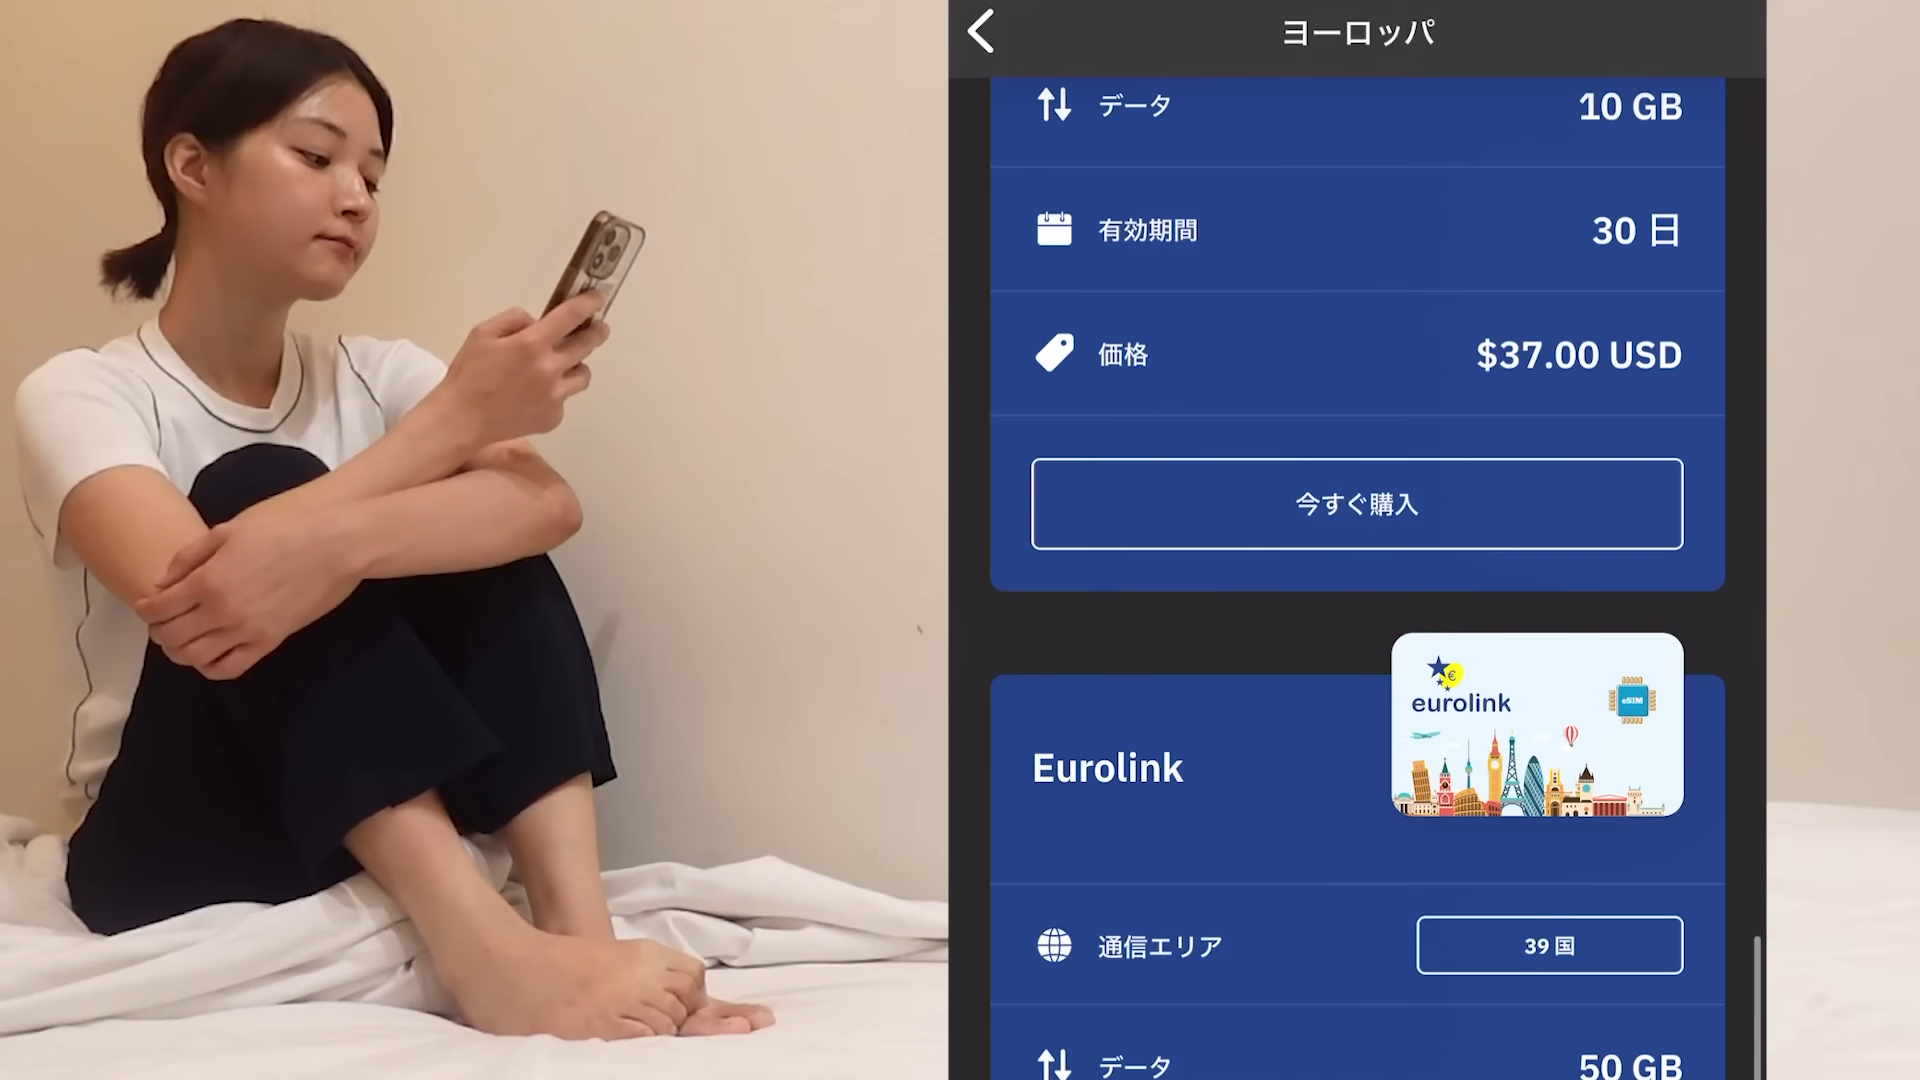 ヨーロッパ
データ 10 GB
有効期間 30 日
価格 $37.00 USD
今すぐ購入
eurolink
eSIM
Eurolink
通信エリア 39 国
データ 50 GB